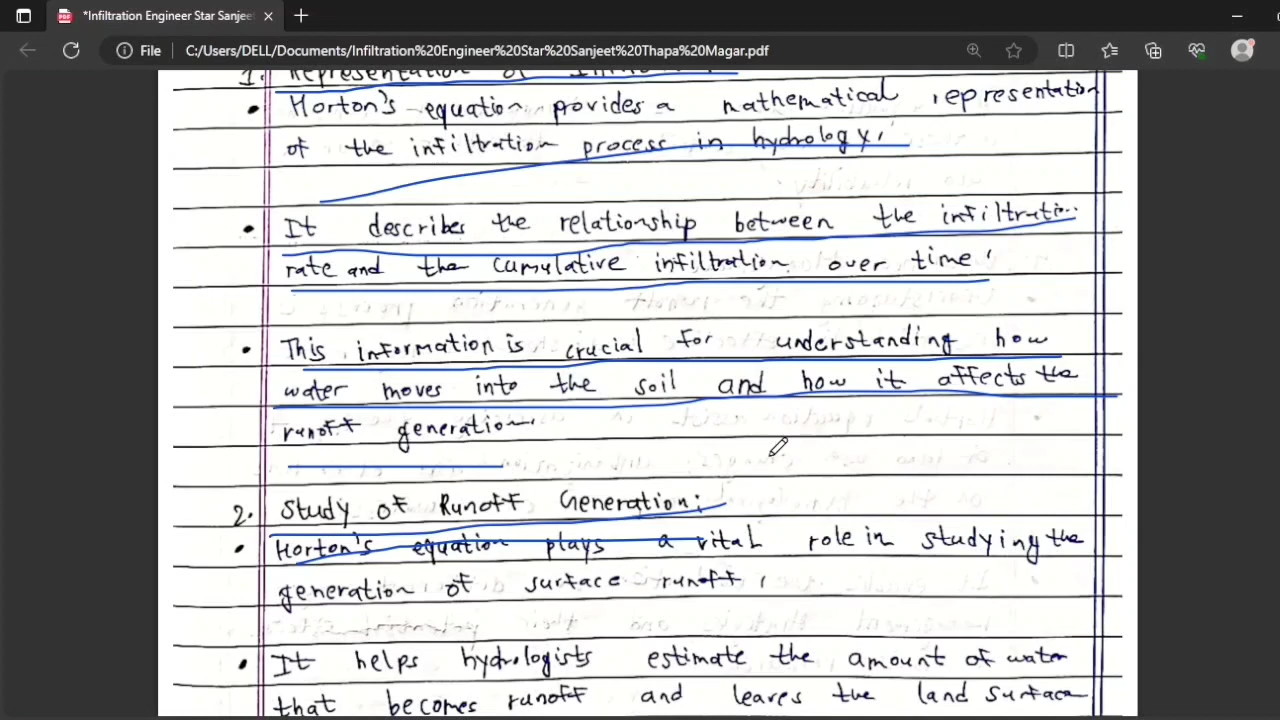 *Infiltration Engineer Star Sanjee
File
C:/Users/DELL/Documents/Infiltration%20Engineer%20Star%20Sanjeet%20Thapa%20Magar.pdf
1. Representation of
Horton's equation provides a mathematical representation
of the infiltration process in hydrology.
• It describes the relationship between the infiltration
rate and the cumulative infiltration over time.
• This information is crucial for understanding how
water moves into the soil and how it affects the
runoff generation.
2. Study of Runoff Generation:
• Horton's equation plays a vital role in studying the
generation of surface runoff.
• It helps hydrologists estimate the amount of water
that becomes runoff and leaves the land surface